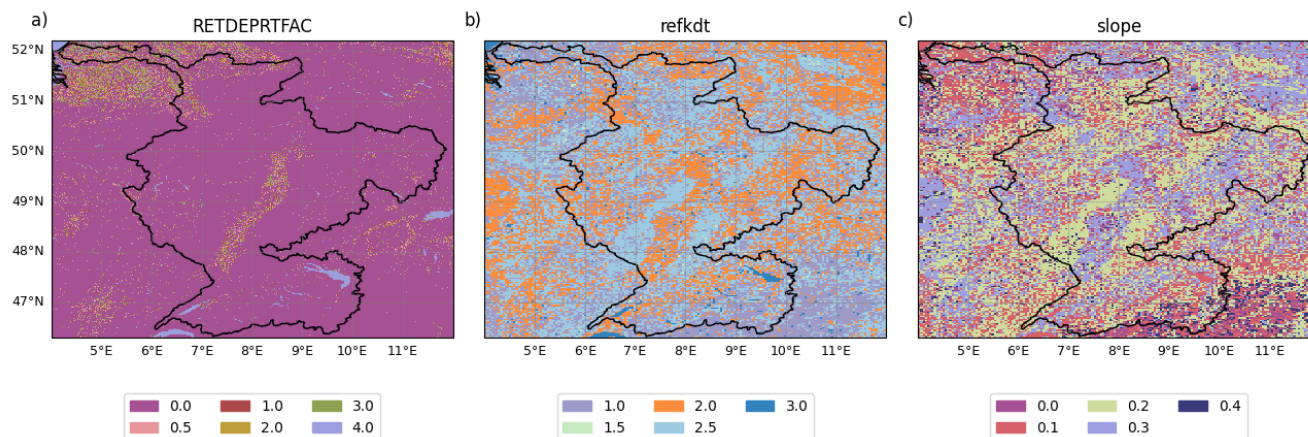 a) RETDEPRTFAC b) refkdt c) slope
52°N
51°N
50°N
49°N
48°N
47°N
5°E 6°E 7°E 8°E 9°E 10°E 11°E 5°E 6°E 7°E 8°E 9°E 10°E 11°E 5°E 6°E 7°E 8°E 9°E 10°E 11°E
0.0 1.0 3.0 1.0 2.0 3.0 0.0 0.2 0.4
0.5 2.0 4.0 1.5 2.5 0.1 0.3